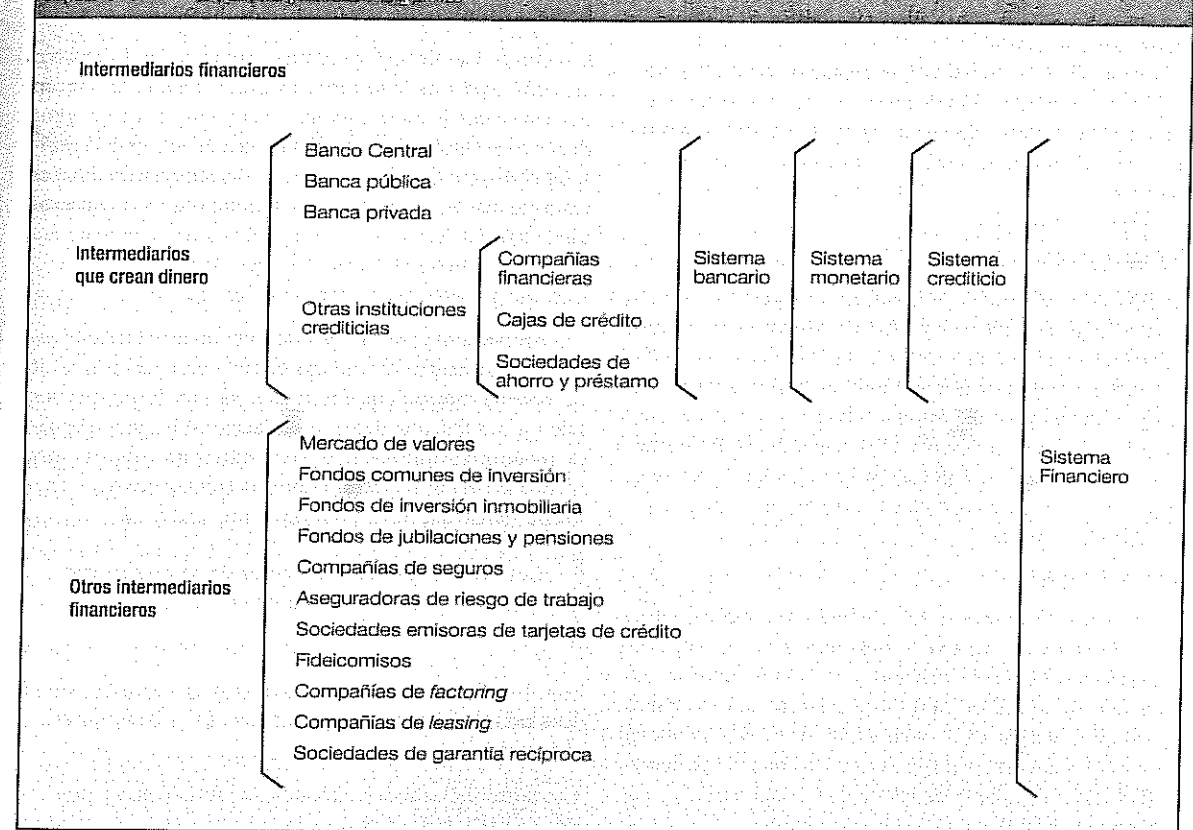 Intermediarios financieros
Intermediarios
que crean dinero
Banco Central
Banca pública
Banca privada
Otras instituciones
crediticias
Compañías
financieras
Cajas de crédito
Sociedades de
ahorro y préstamo
Sistema
bancario
Sistema
monetario
Sistema
crediticio
Sistema
Financiero
Otros intermediarios
financieros
Mercado de valores
Fondos comunes de inversión
Fondos de inversión inmobiliaria
Fondos de jubilaciones y pensiones
Compañías de seguros
Aseguradoras de riesgo de trabajo
Sociedades emisoras de tarjetas de crédito
Fideicomisos
Compañías de factoring
Compañías de leasing
Sociedades de garantía recíproca